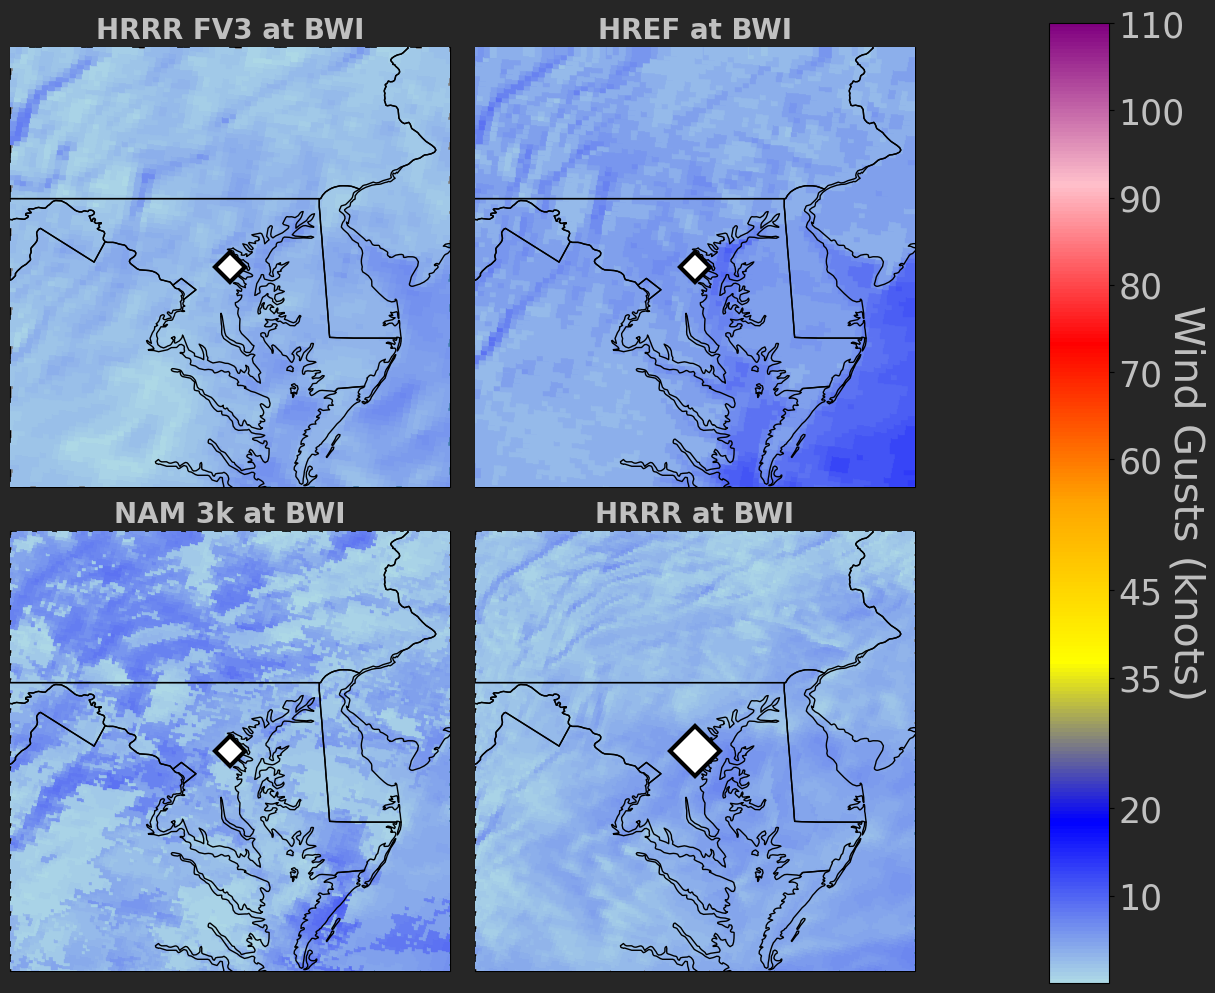 HRRR FV3 at BWI
HREF at BWI
NAM 3k at BWI
HRRR at BWI
110
100
90
80
70
60
45
35
20
10
Wind Gusts (knots)